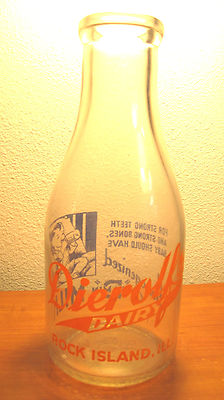 FOR STRONG TEETH
AND STRONG BONES,
BABY SHOULD HAVE
Dierolf
DAIRY
ROCK ISLAND, ILL.